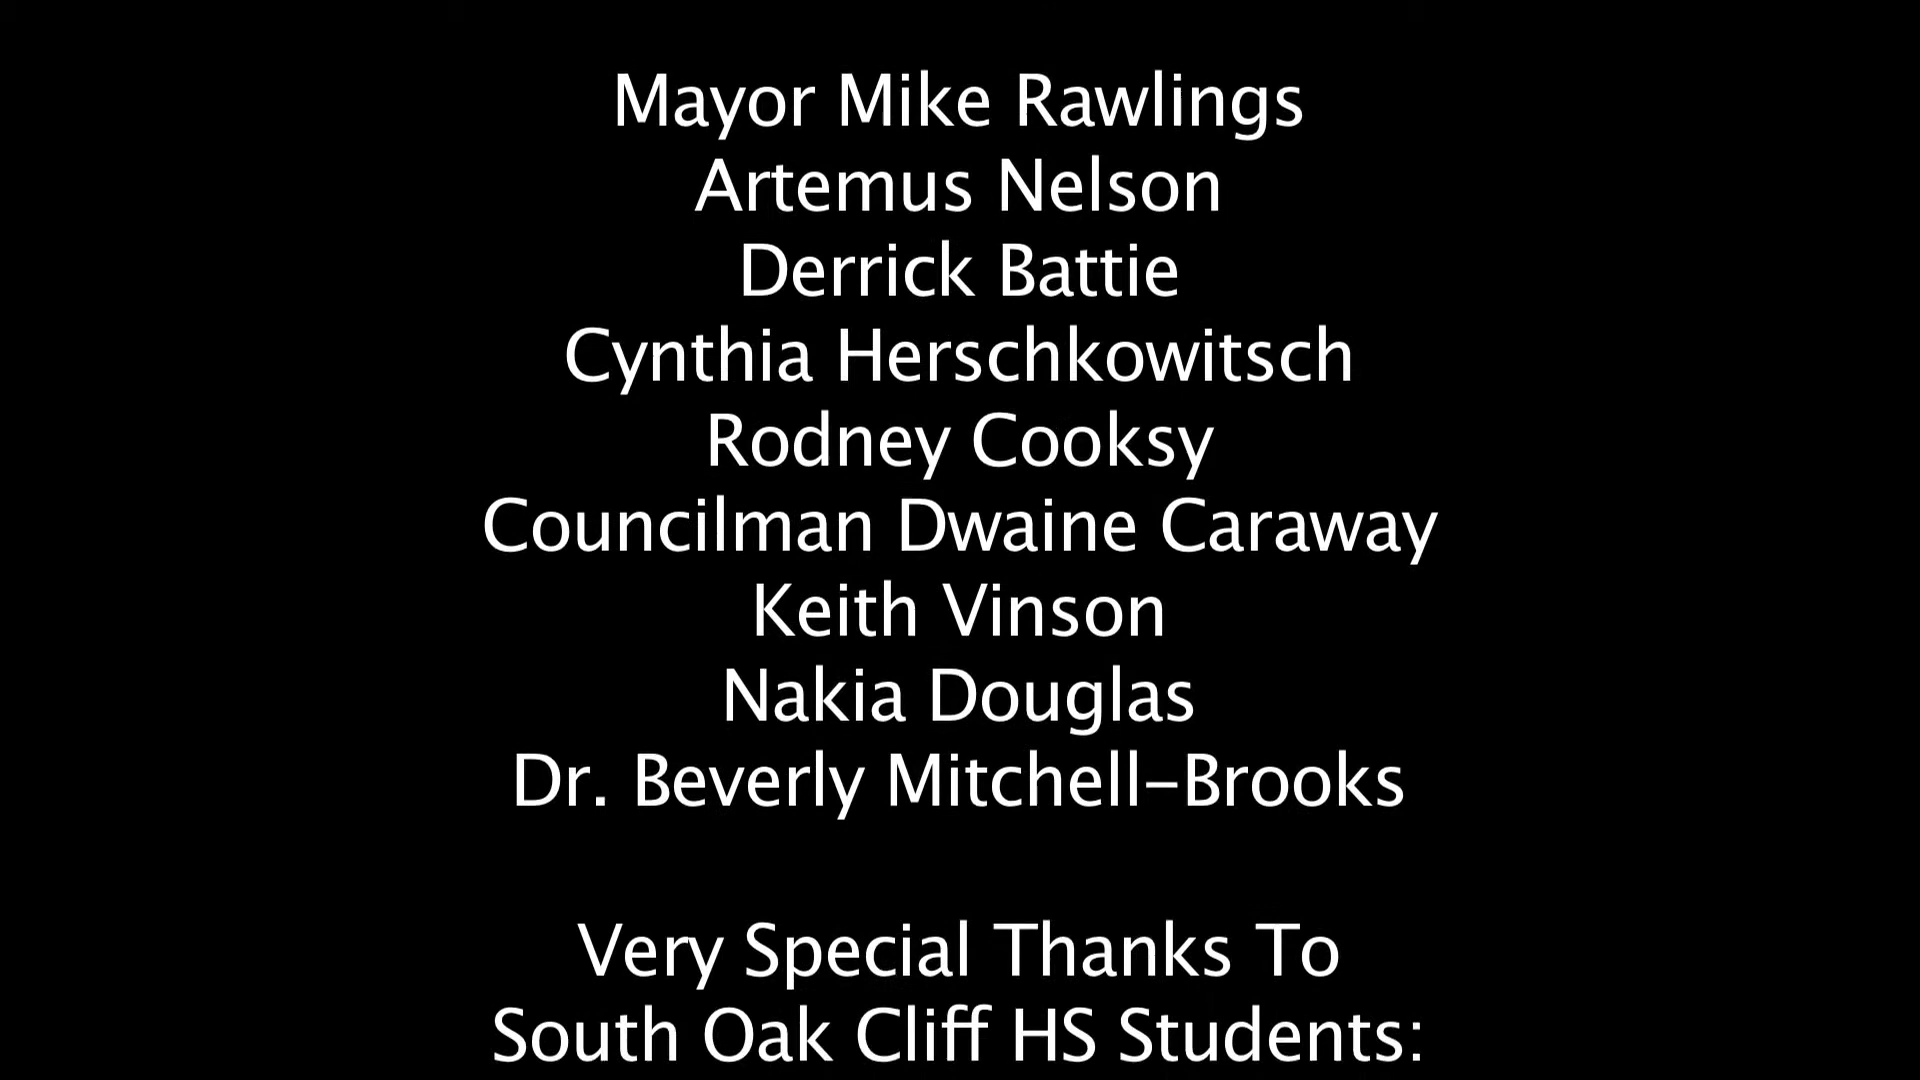 Mayor Mike Rawlings
Artemus Nelson
Derrick Battie
Cynthia Herschkowitsch
Rodney Cooksy
Councilman Dwaine Caraway
Keith Vinson
Nakia Douglas
Dr. Beverly Mitchell-Brooks
Very Special Thanks To
South Oak Cliff HS Students: